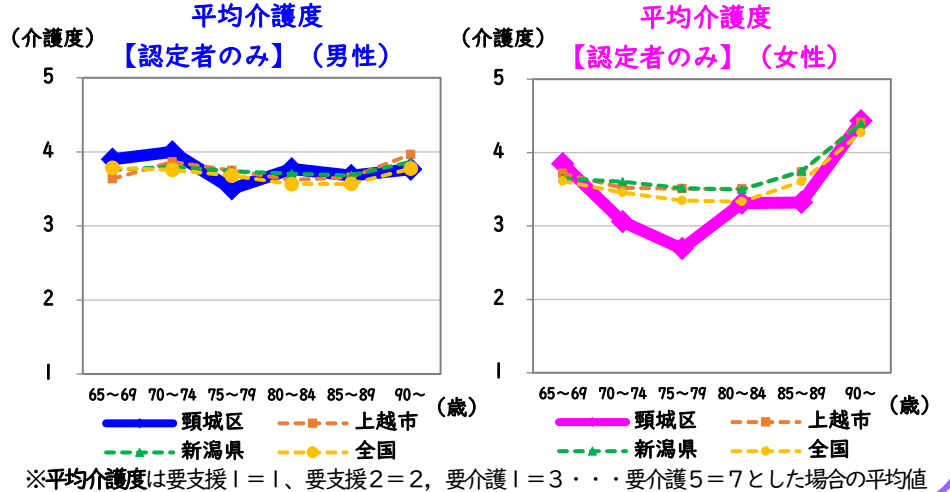 平均介護度
【認定者のみ】（男性）
（介護度）
5
4
3
2
1
65～69 70～74 75～79 80～84 85～89 90～
（歳）
頸城区 上越市
新潟県 全国
平均介護度
【認定者のみ】（女性）
（介護度）
5
4
3
2
1
65～69 70～74 75～79 80～84 85～89 90～
（歳）
頸城区 上越市
新潟県 全国
※平均介護度は要支援１＝１、要支援２＝２，要介護１＝３・・・要介護５＝７とした場合の平均値